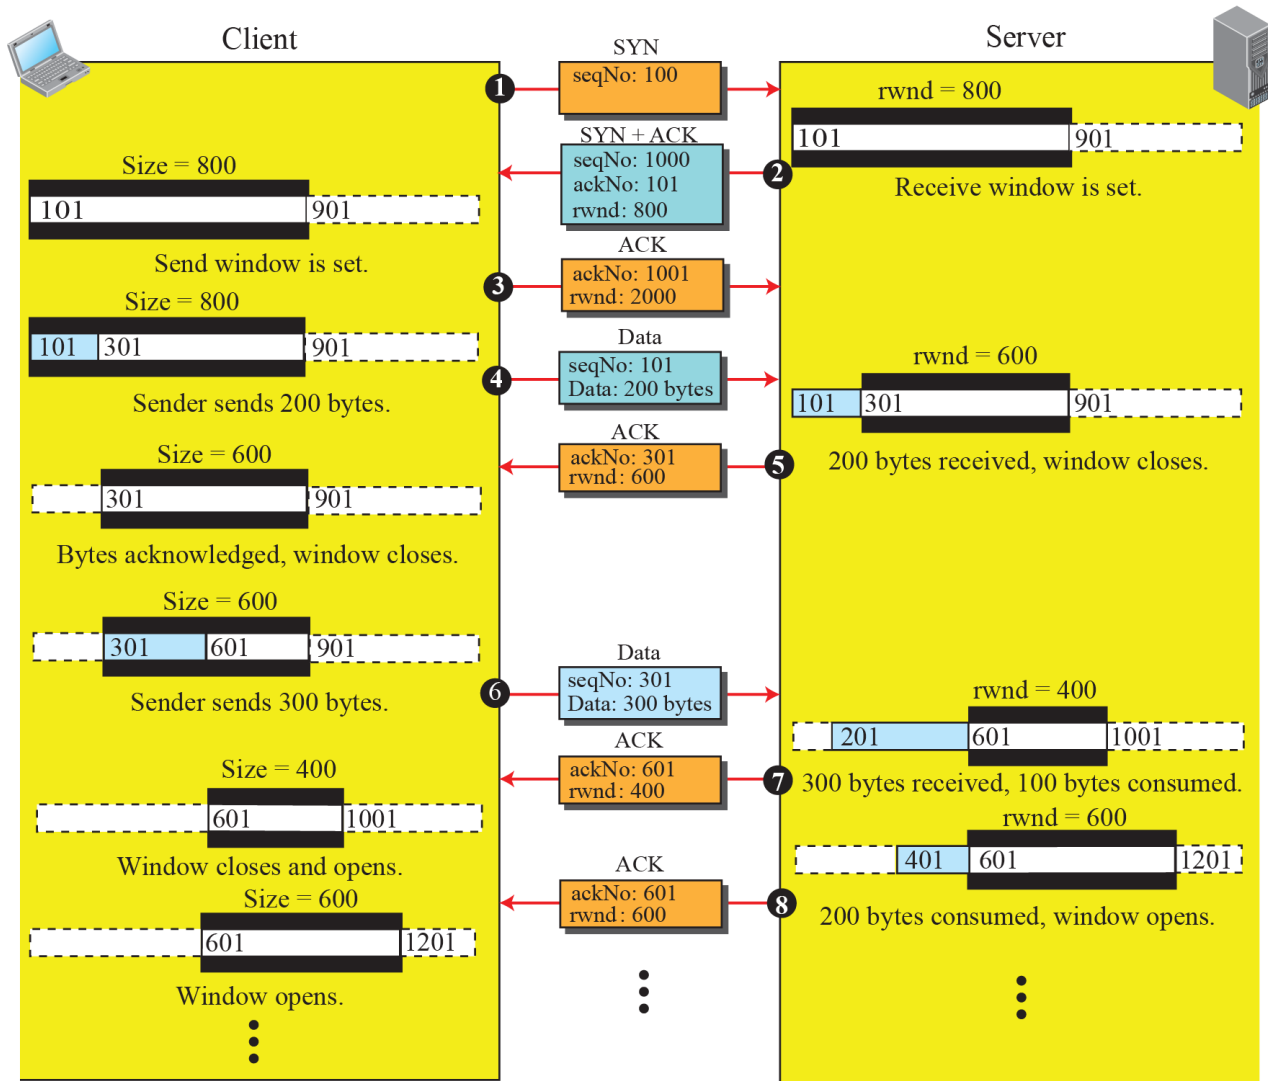 Client
SYN
Server
seqNo: 100
1
rwnd = 800
101
901
SYN + ACK
Size = 800
seqNo: 1000
ackNo: 101
rwnd: 800
2
Receive window is set.
101
901
Send window is set.
ACK
3
ackNo: 1001
rwnd: 2000
Size = 800
101
301
901
Data
rwnd = 600
4
seqNo: 101
Data: 200 bytes
Sender sends 200 bytes.
101
301
901
ACK
Size = 600
ackNo: 301
rwnd: 600
5
200 bytes received, window closes.
301
901
Bytes acknowledged, window closes.
Size = 600
301
601
901
Data
Sender sends 300 bytes.
6
seqNo: 301
Data: 300 bytes
rwnd = 400
201
601
1001
ACK
Size = 400
ackNo: 601
rwnd: 400
7
300 bytes received, 100 bytes consumed.
601
1001
rwnd = 600
Window closes and opens.
401
601
1201
ACK
Size = 600
ackNo: 601
rwnd: 600
8
200 bytes consumed, window opens.
601
1201
Window opens.